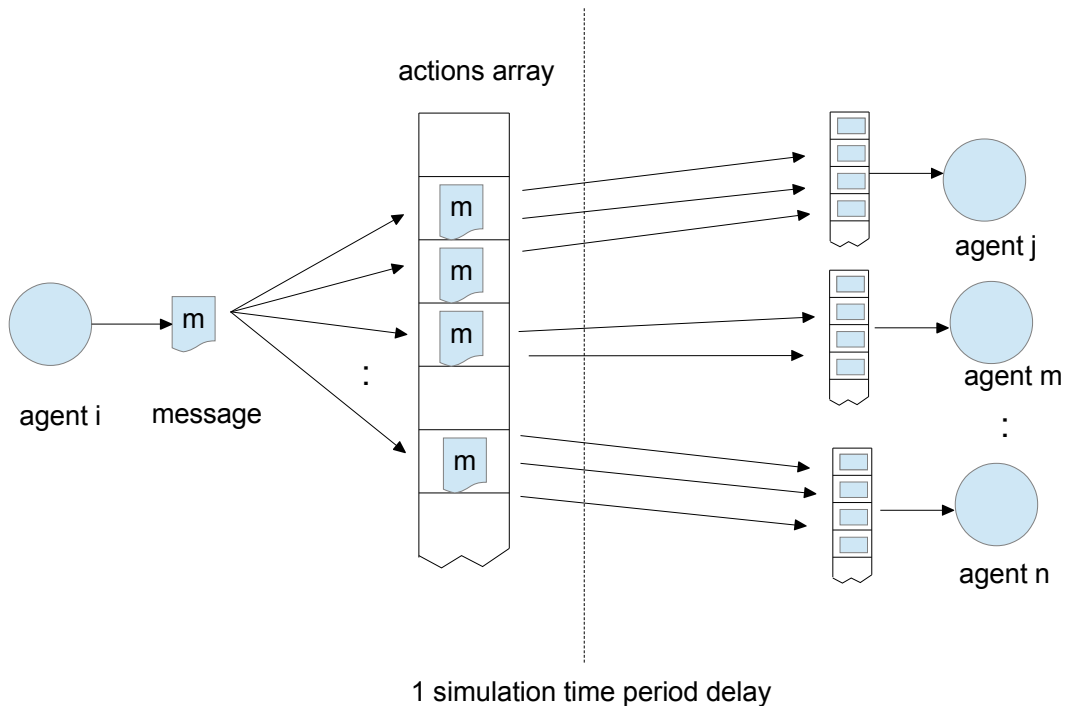 actions array
m
m
m
m
m
:
agent i
message
agent j
agent m
:
agent n
1 simulation time period delay